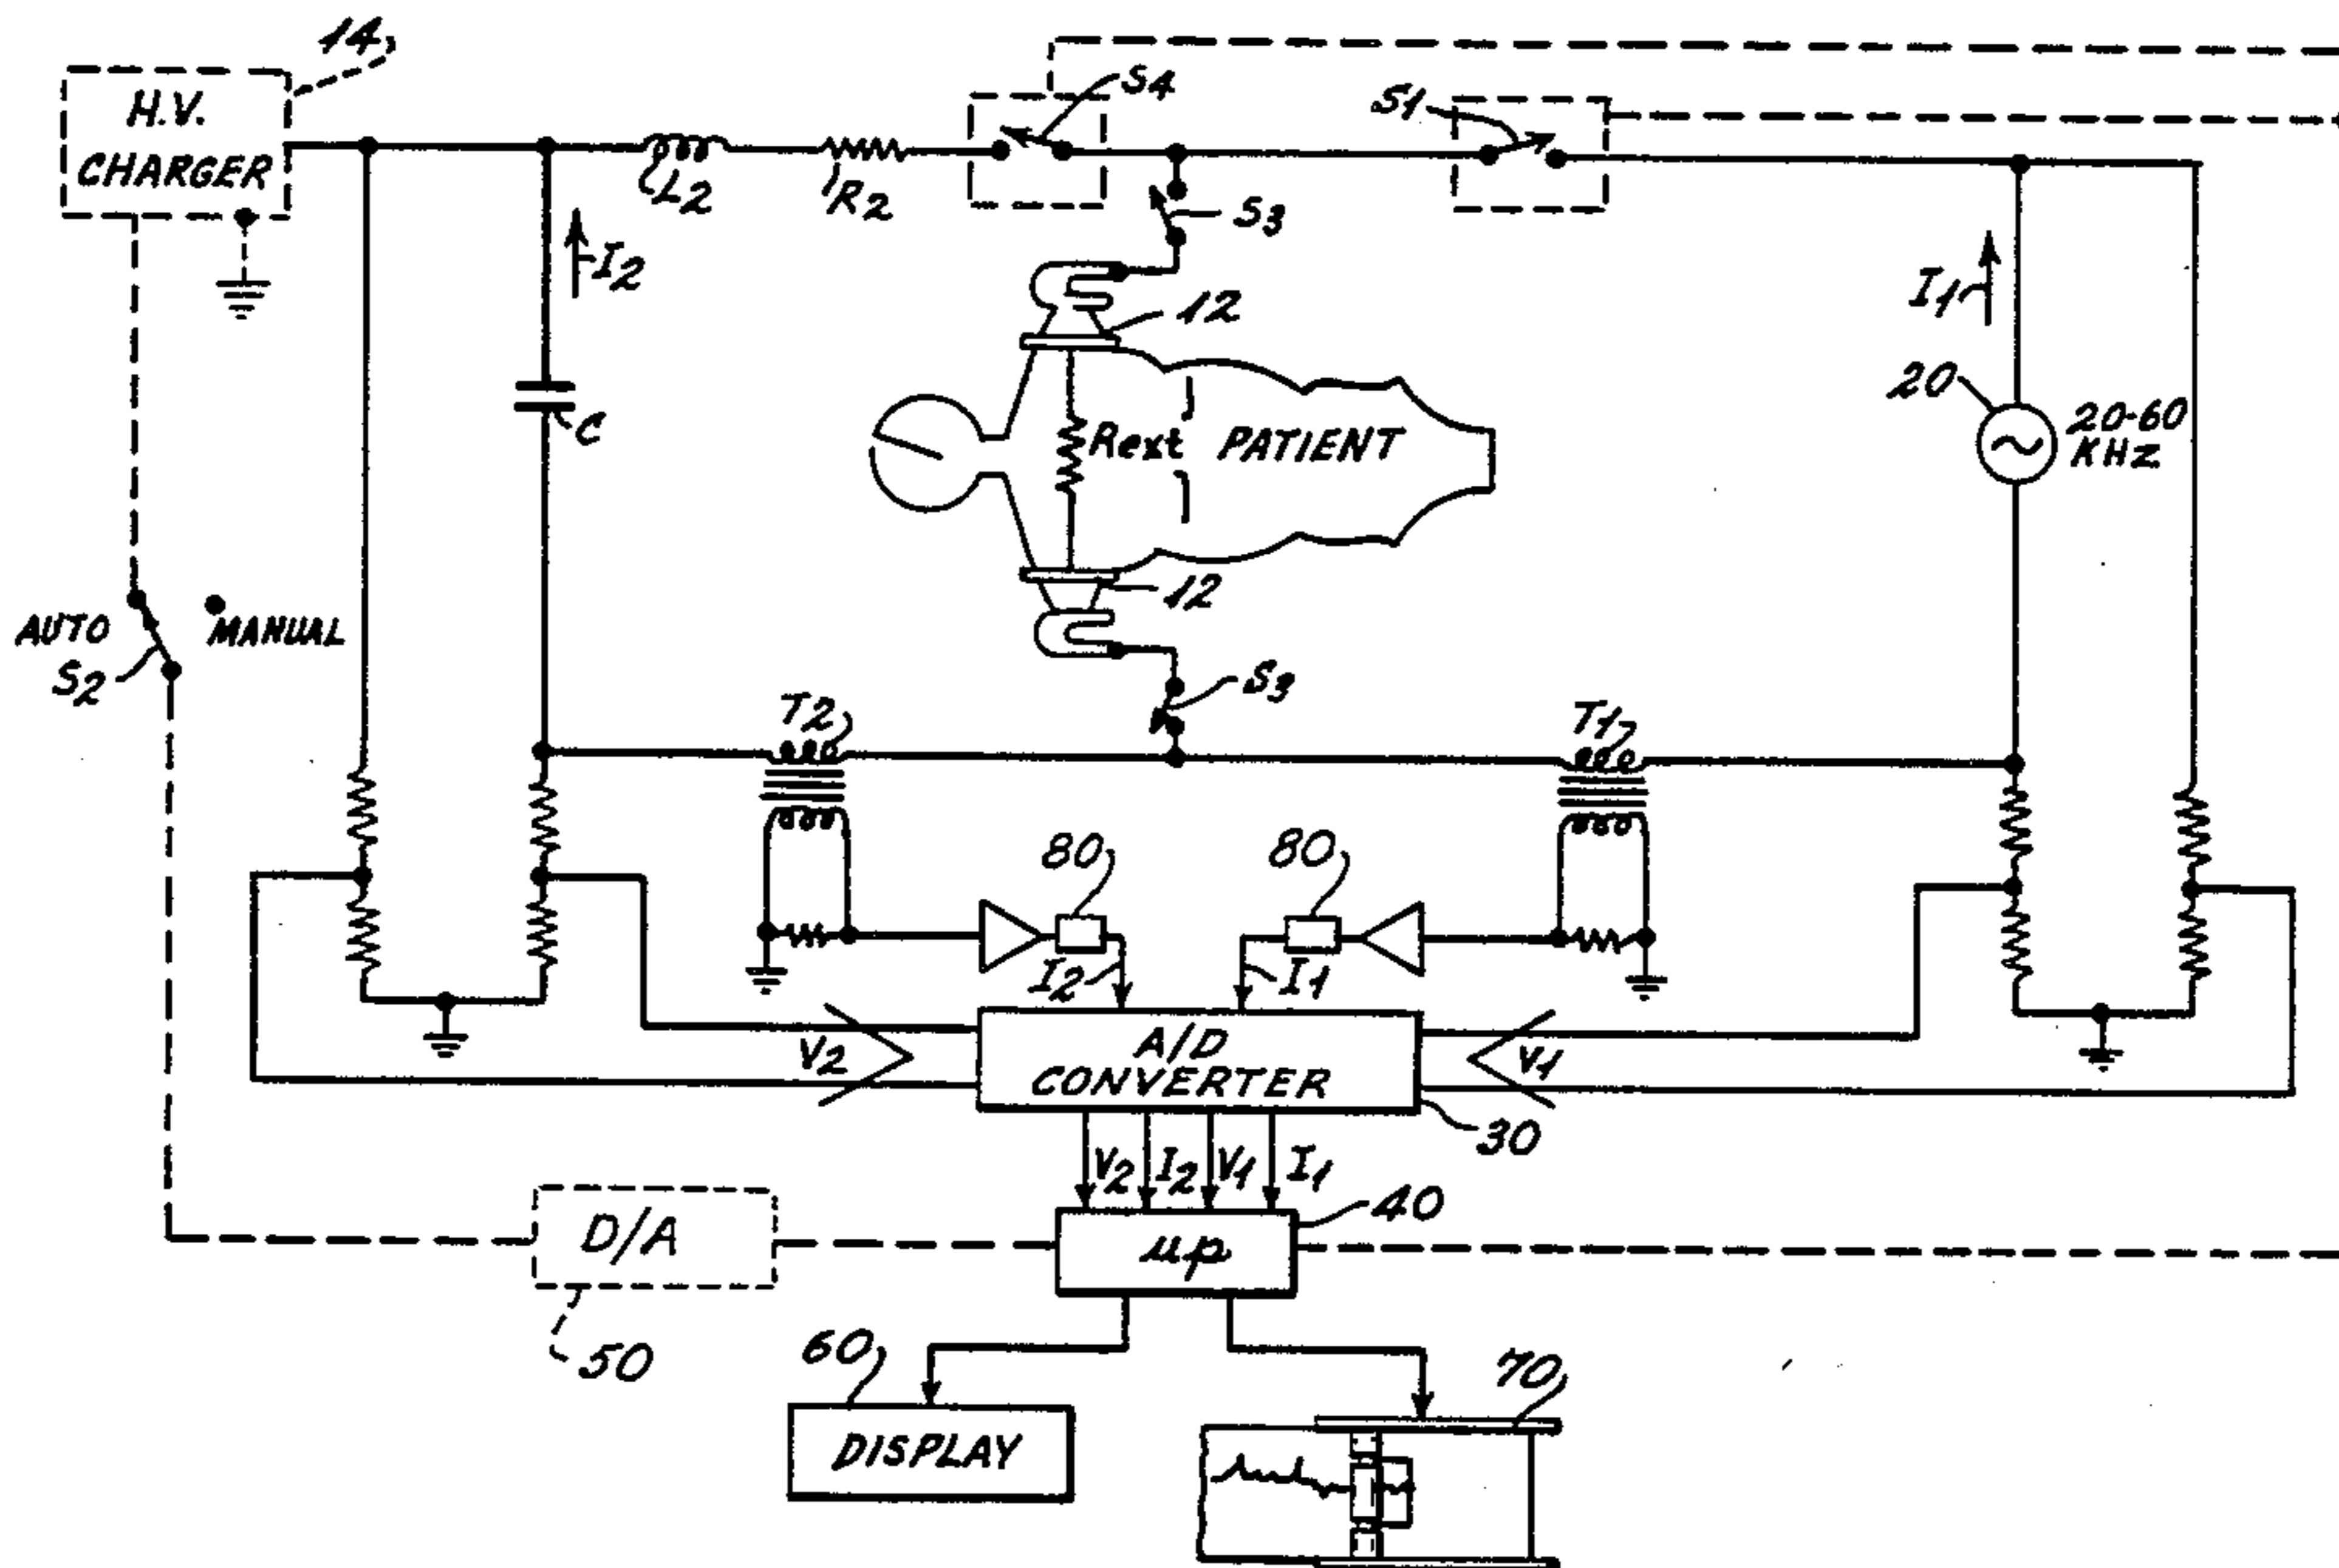 14
H.V.
CHARGER
L2
R2
S4
S1
S3
I2
I1
12
C
Rext
PATIENT
20
20-60
KHz
12
AUTO
MANUAL
S2
S3
T2
T1
80
80
I2
I1
V2
A/D
CONVERTER
V1
30
V2
I2
V1
I1
40
D/A
μp
50
60
70
DISPLAY